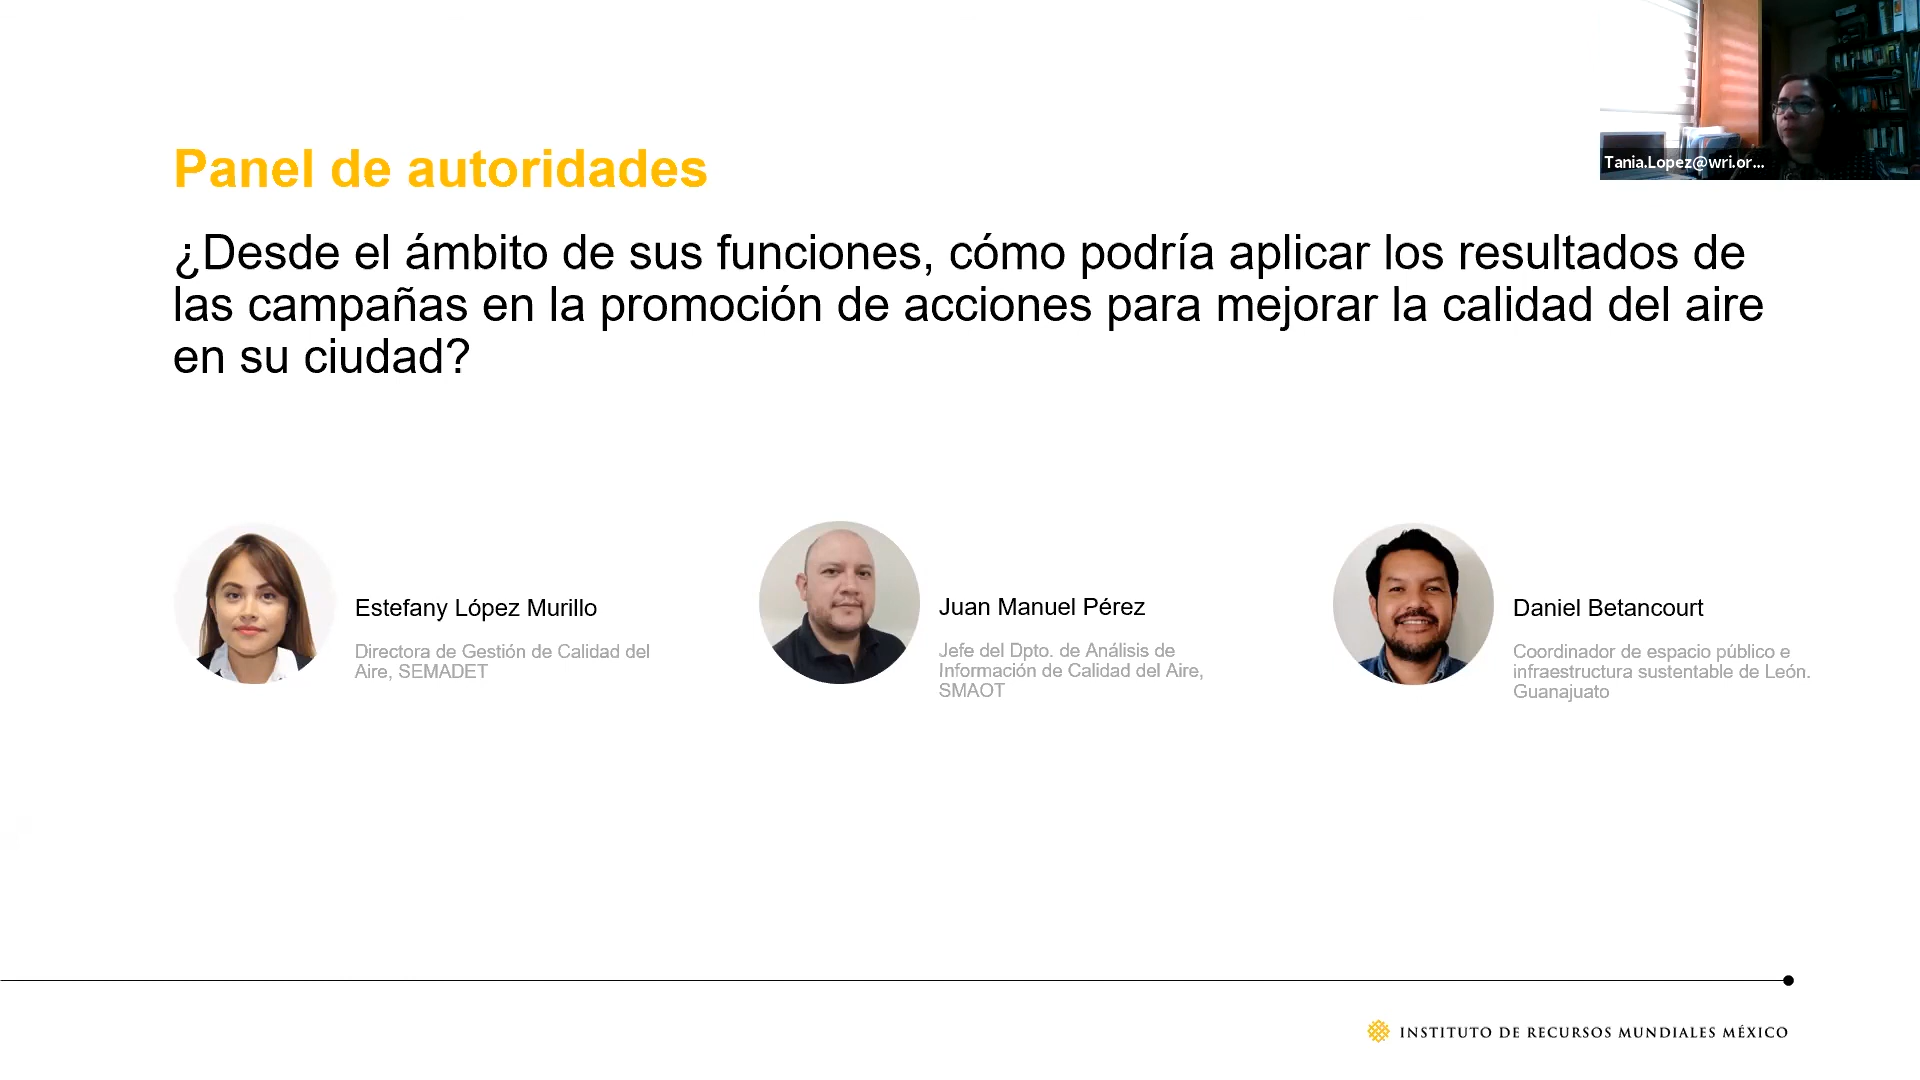 Panel de autoridades
¿Desde el ámbito de sus funciones, cómo podría aplicar los resultados de
las campañas en la promoción de acciones para mejorar la calidad del aire
en su ciudad?
Tania.Lopez@wri.or...
Estefany López Murillo
Directora de Gestión de Calidad del
Aire, SEMADET
Juan Manuel Pérez
Jefe del Dpto. de Análisis de
Información de Calidad del Aire,
SMAOT
Daniel Betancourt
Coordinador de espacio público e
infraestructura sustentable de León.
Guanajuato
INSTITUTO DE RECURSOS MUNDIALES MÉXICO